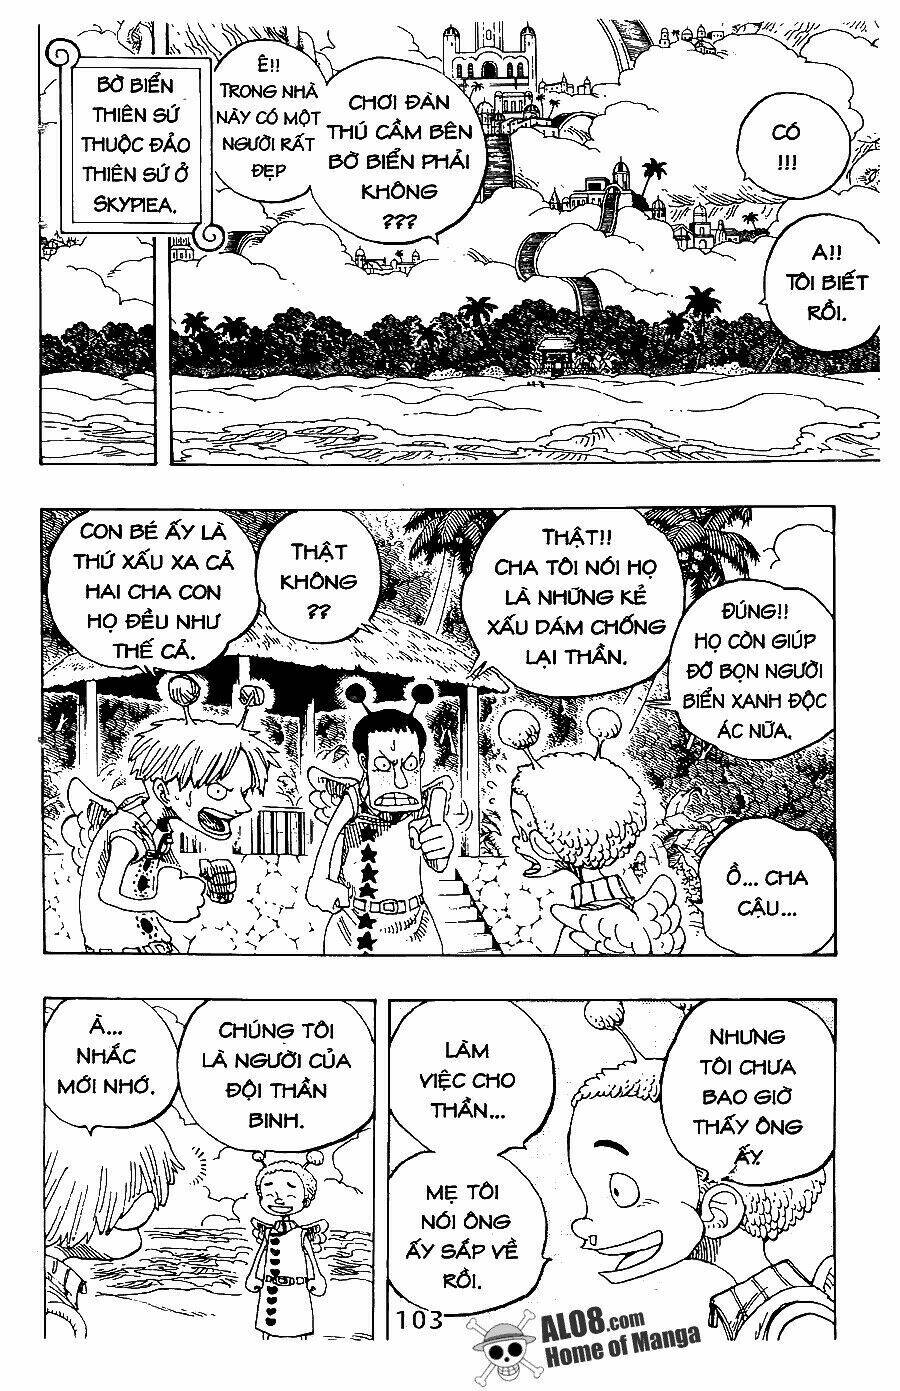 BỜ BIỂN
THIÊN SỨ
THUỘC ĐẢO
THIÊN SỨ Ở
SKYPIEA.
Ê!!
TRONG NHÀ
NÀY CÓ MỘT
NGƯỜI RẤT
ĐẸP
CHƠI ĐÀN
THÚ CẦM BÊN
BỜ BIỂN PHẢI
KHÔNG
???
CÓ
!!!
A!!
TÔI BIẾT
RỒI.
CON BÉ ẤY LÀ
THỨ XẤU XA CẢ
HAI CHA CON
HỌ ĐỀU NHƯ
THẾ CẢ.
THẬT
KHÔNG
??
THẬT!!
CHA TÔI NÓI HỌ
LÀ NHỮNG KẺ
XẤU DÁM CHỐNG
LẠI THẦN.
ĐÚNG!!
HỌ CÒN GIÚP
ĐỠ BỌN NGƯỜI
BIỂN XANH ĐỘC
ÁC NỮA.
Ồ... CHA
CẬU...
À...
NHẮC
MỚI NHỚ.
CHÚNG TÔI
LÀ NGƯỜI CỦA
ĐỘI THẦN
BINH.
LÀM
VIỆC CHO
THẦN...
NHƯNG
TÔI CHƯA
BAO GIỜ
THẤY ÔNG
ẤY.
MẸ TÔI
NÓI ÔNG
ẤY SẮP VỀ
RỒI.
103
ALO8.com
Home of Manga